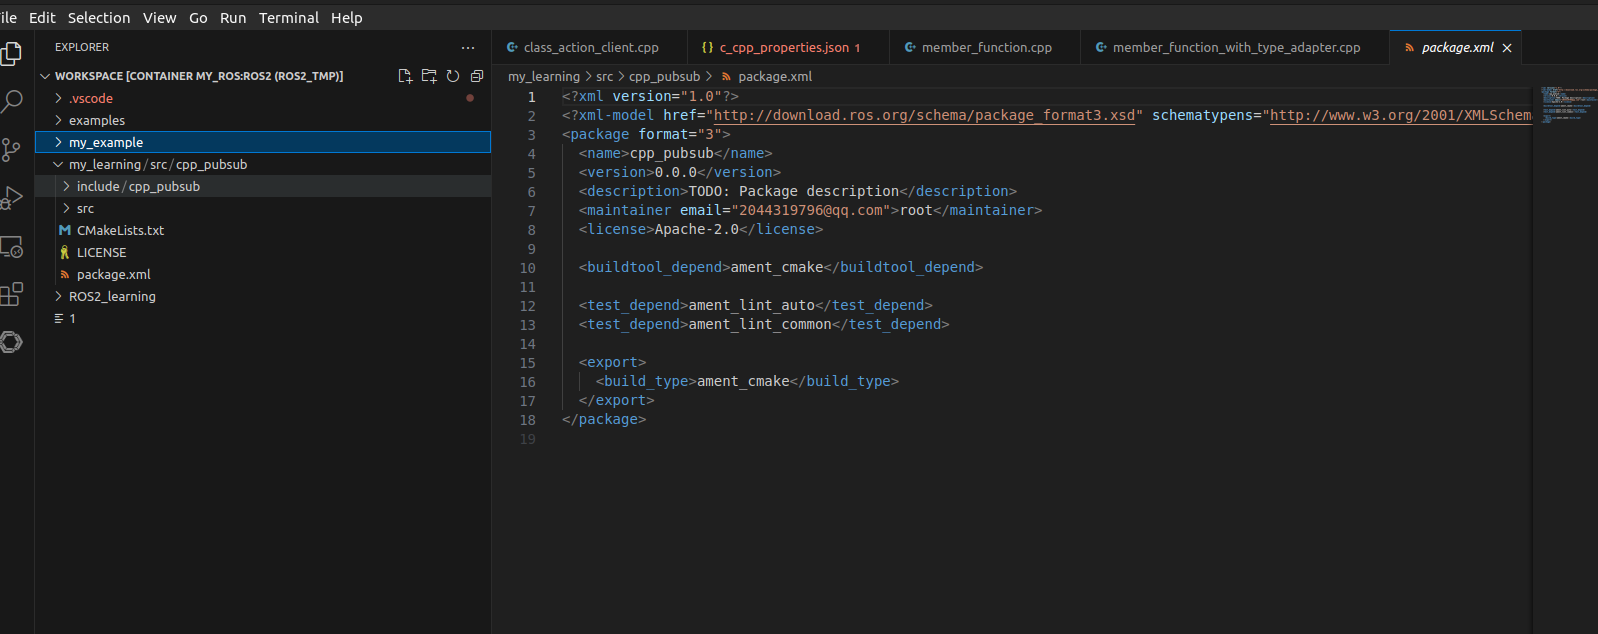 ile Edit Selection View Go Run Terminal Help
EXPLORER
WORKSPACE [CONTAINER MY_ROS:ROS2 (ROS2_TMP)]
.vscode
examples
my_example
my_learning/src/cpp_pubsub
include/cpp_pubsub
src
CMakeLists.txt
LICENSE
package.xml
ROS2_learning
1
class_action_client.cpp
c_cpp_properties.json 1
member_function.cpp
member_function_with_type_adapter.cpp
package.xml
my_learning > src > cpp_pubsub > package.xml
1 <?xml version="1.0"?>
2 <?xml-model href="http://download.ros.org/schema/package_format3.xsd" schematypens="http://www.w3.org/2001/XMLSchem
3 <package format="3">
4 <name>cpp_pubsub</name>
5 <version>0.0.0</version>
6 <description>TODO: Package description</description>
7 <maintainer email="2044319796@qq.com">root</maintainer>
8 <license>Apache-2.0</license>
9
10 <buildtool_depend>ament_cmake</buildtool_depend>
11
12 <test_depend>ament_lint_auto</test_depend>
13 <test_depend>ament_lint_common</test_depend>
14
15 <export>
16 <build_type>ament_cmake</build_type>
17 </export>
18 </package>
19